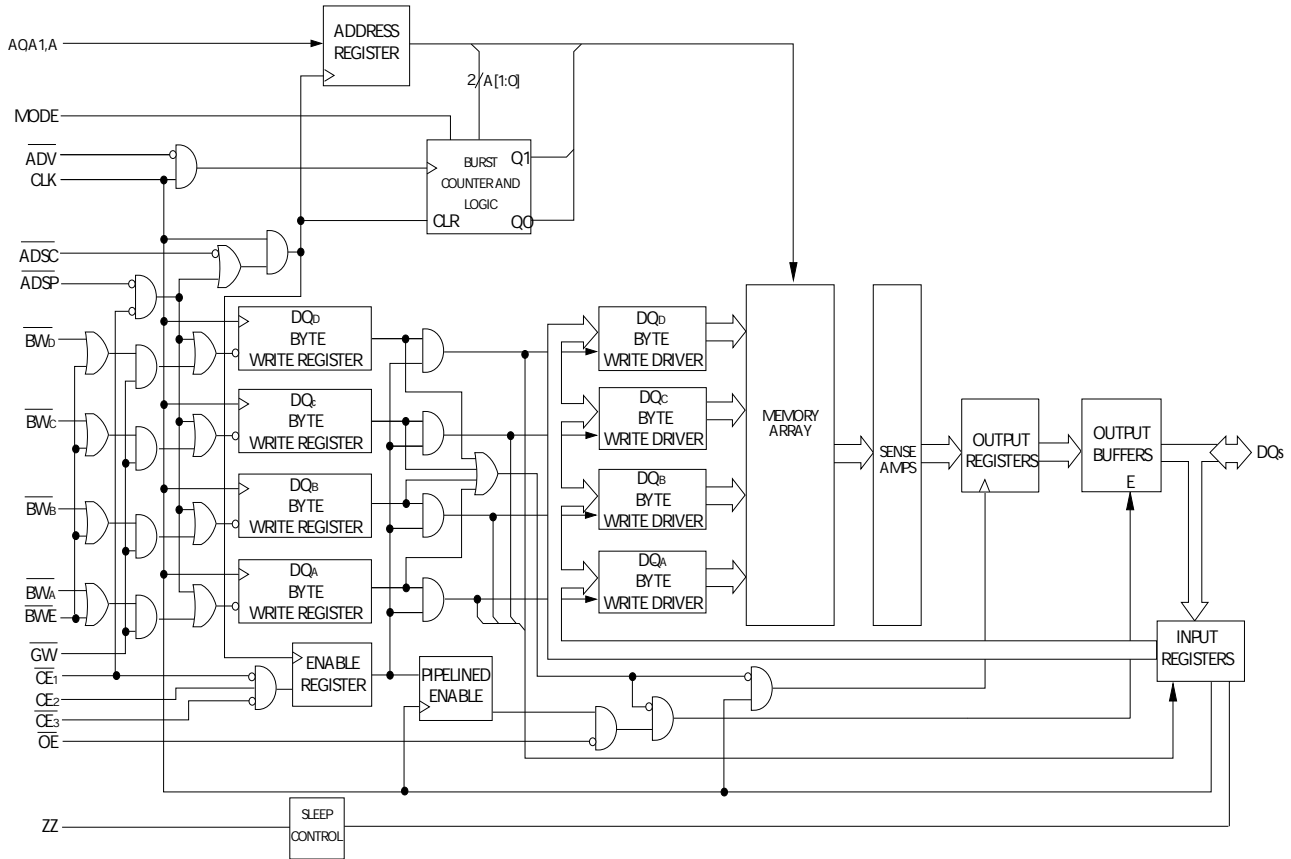 AQA1,A
ADDRESS
REGISTER
2/A[1:0]
MODE
ADV
CLK
BURST
COUNTER AND
LOGIC
Q1
CLR
Q0
ADSC
ADSP
BWD
DQD
BYTE
WRITE REGISTER
DQD
BYTE
WRITE DRIVER
BWC
DQc
BYTE
WRITE REGISTER
DQC
BYTE
WRITE DRIVER
MEMORY
ARRAY
SENSE
AMPS
OUTPUT
REGISTERS
OUTPUT
BUFFERS
E
DQs
BWB
DQB
BYTE
WRITE REGISTER
DQB
BYTE
WRITE DRIVER
BWA
BWE
DQA
BYTE
WRITE REGISTER
DQA
BYTE
WRITE DRIVER
GW
CE1
CE2
CE3
OE
ENABLE
REGISTER
PIPELINED
ENABLE
INPUT
REGISTERS
ZZ
SLEEP
CONTROL